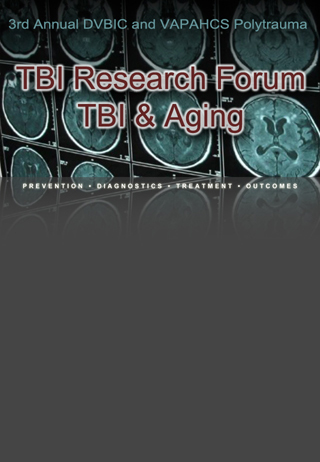 3rd Annual DVBIC and VAPAHCS Polytrauma
TBI Research Forum
TBI & Aging
PREVENTION • DIAGNOSTICS • TREATMENT • OUTCOMES